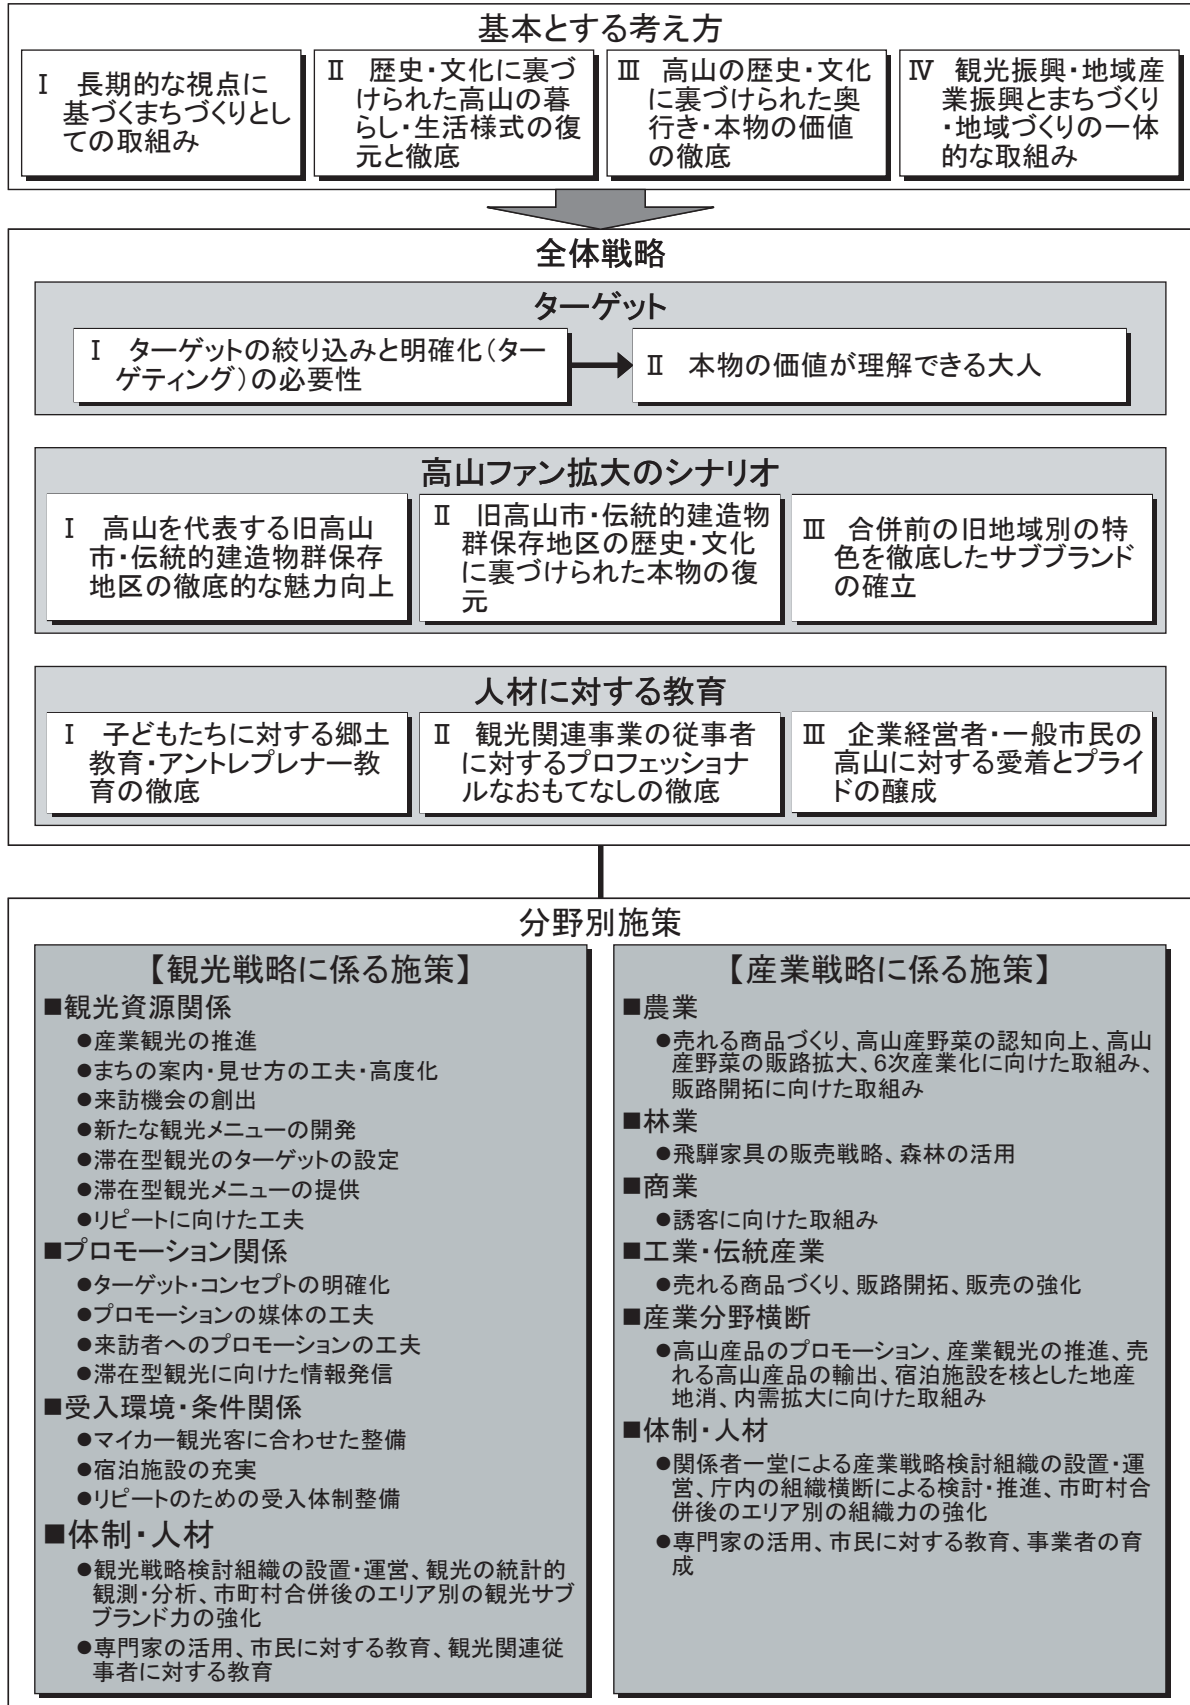 基本とする考え方
Ⅰ　長期的な視点に
基づくまちづくりとし
ての取組み
Ⅱ　歴史・文化に裏づ
けられた高山の暮
らし・生活様式の復
元と徹底
Ⅲ　高山の歴史・文化
に裏づけられた奥
行き・本物の価値
の徹底
Ⅳ　観光振興・地域産
業振興とまちづくり
・地域づくりの一体
的な取組み
全体戦略
ターゲット
Ⅰ　ターゲットの絞り込みと明確化（ター
ゲティング）の必要性
Ⅱ　本物の価値が理解できる大人
高山ファン拡大のシナリオ
Ⅰ　高山を代表する旧高山
市・伝統的建造物群保存
地区の徹底的な魅力向上
Ⅱ　旧高山市・伝統的建造物
群保存地区の歴史・文化
に裏づけられた本物の復
元
Ⅲ　合併前の旧地域別の特
色を徹底したサブブランド
の確立
人材に対する教育
Ⅰ　子どもたちに対する郷土
教育・アントレプレナー教
育の徹底
Ⅱ　観光関連事業の従事者
に対するプロフェッショナ
ルなおもてなしの徹底
Ⅲ　企業経営者・一般市民の
高山に対する愛着とプライ
ドの醸成
分野別施策
【観光戦略に係る施策】
■観光資源関係
●産業観光の推進
●まちの案内・見せ方の工夫・高度化
●来訪機会の創出
●新たな観光メニューの開発
●滞在型観光のターゲットの設定
●滞在型観光メニューの提供
●リピートに向けた工夫
■プロモーション関係
●ターゲット・コンセプトの明確化
●プロモーションの媒体の工夫
●来訪者へのプロモーションの工夫
●滞在型観光に向けた情報発信
■受入環境・条件関係
●マイカー観光客に合わせた整備
●宿泊施設の充実
●リピートのための受入体制整備
■体制・人材
●観光戦略検討組織の設置・運営、観光の統計的
観測・分析、市町村合併後のエリア別の観光サブ
ブランド力の強化
●専門家の活用、市民に対する教育、観光関連従
事者に対する教育
【産業戦略に係る施策】
■農業
●売れる商品づくり、高山産野菜の認知向上、高山
産野菜の販路拡大、6次産業化に向けた取組み、
販路開拓に向けた取組み
■林業
●飛騨家具の販売戦略、森林の活用
■商業
●誘客に向けた取組み
■工業・伝統産業
●売れる商品づくり、販路開拓、販売の強化
■産業分野横断
●高山産品のプロモーション、産業観光の推進、売
れる高山産品の輸出、宿泊施設を核とした地産
地消、内需拡大に向けた取組み
■体制・人材
●関係者一堂による産業戦略検討組織の設置・運
営、庁内の組織横断による検討・推進、市町村合
併後のエリア別の組織力の強化
●専門家の活用、市民に対する教育、事業者の育
成